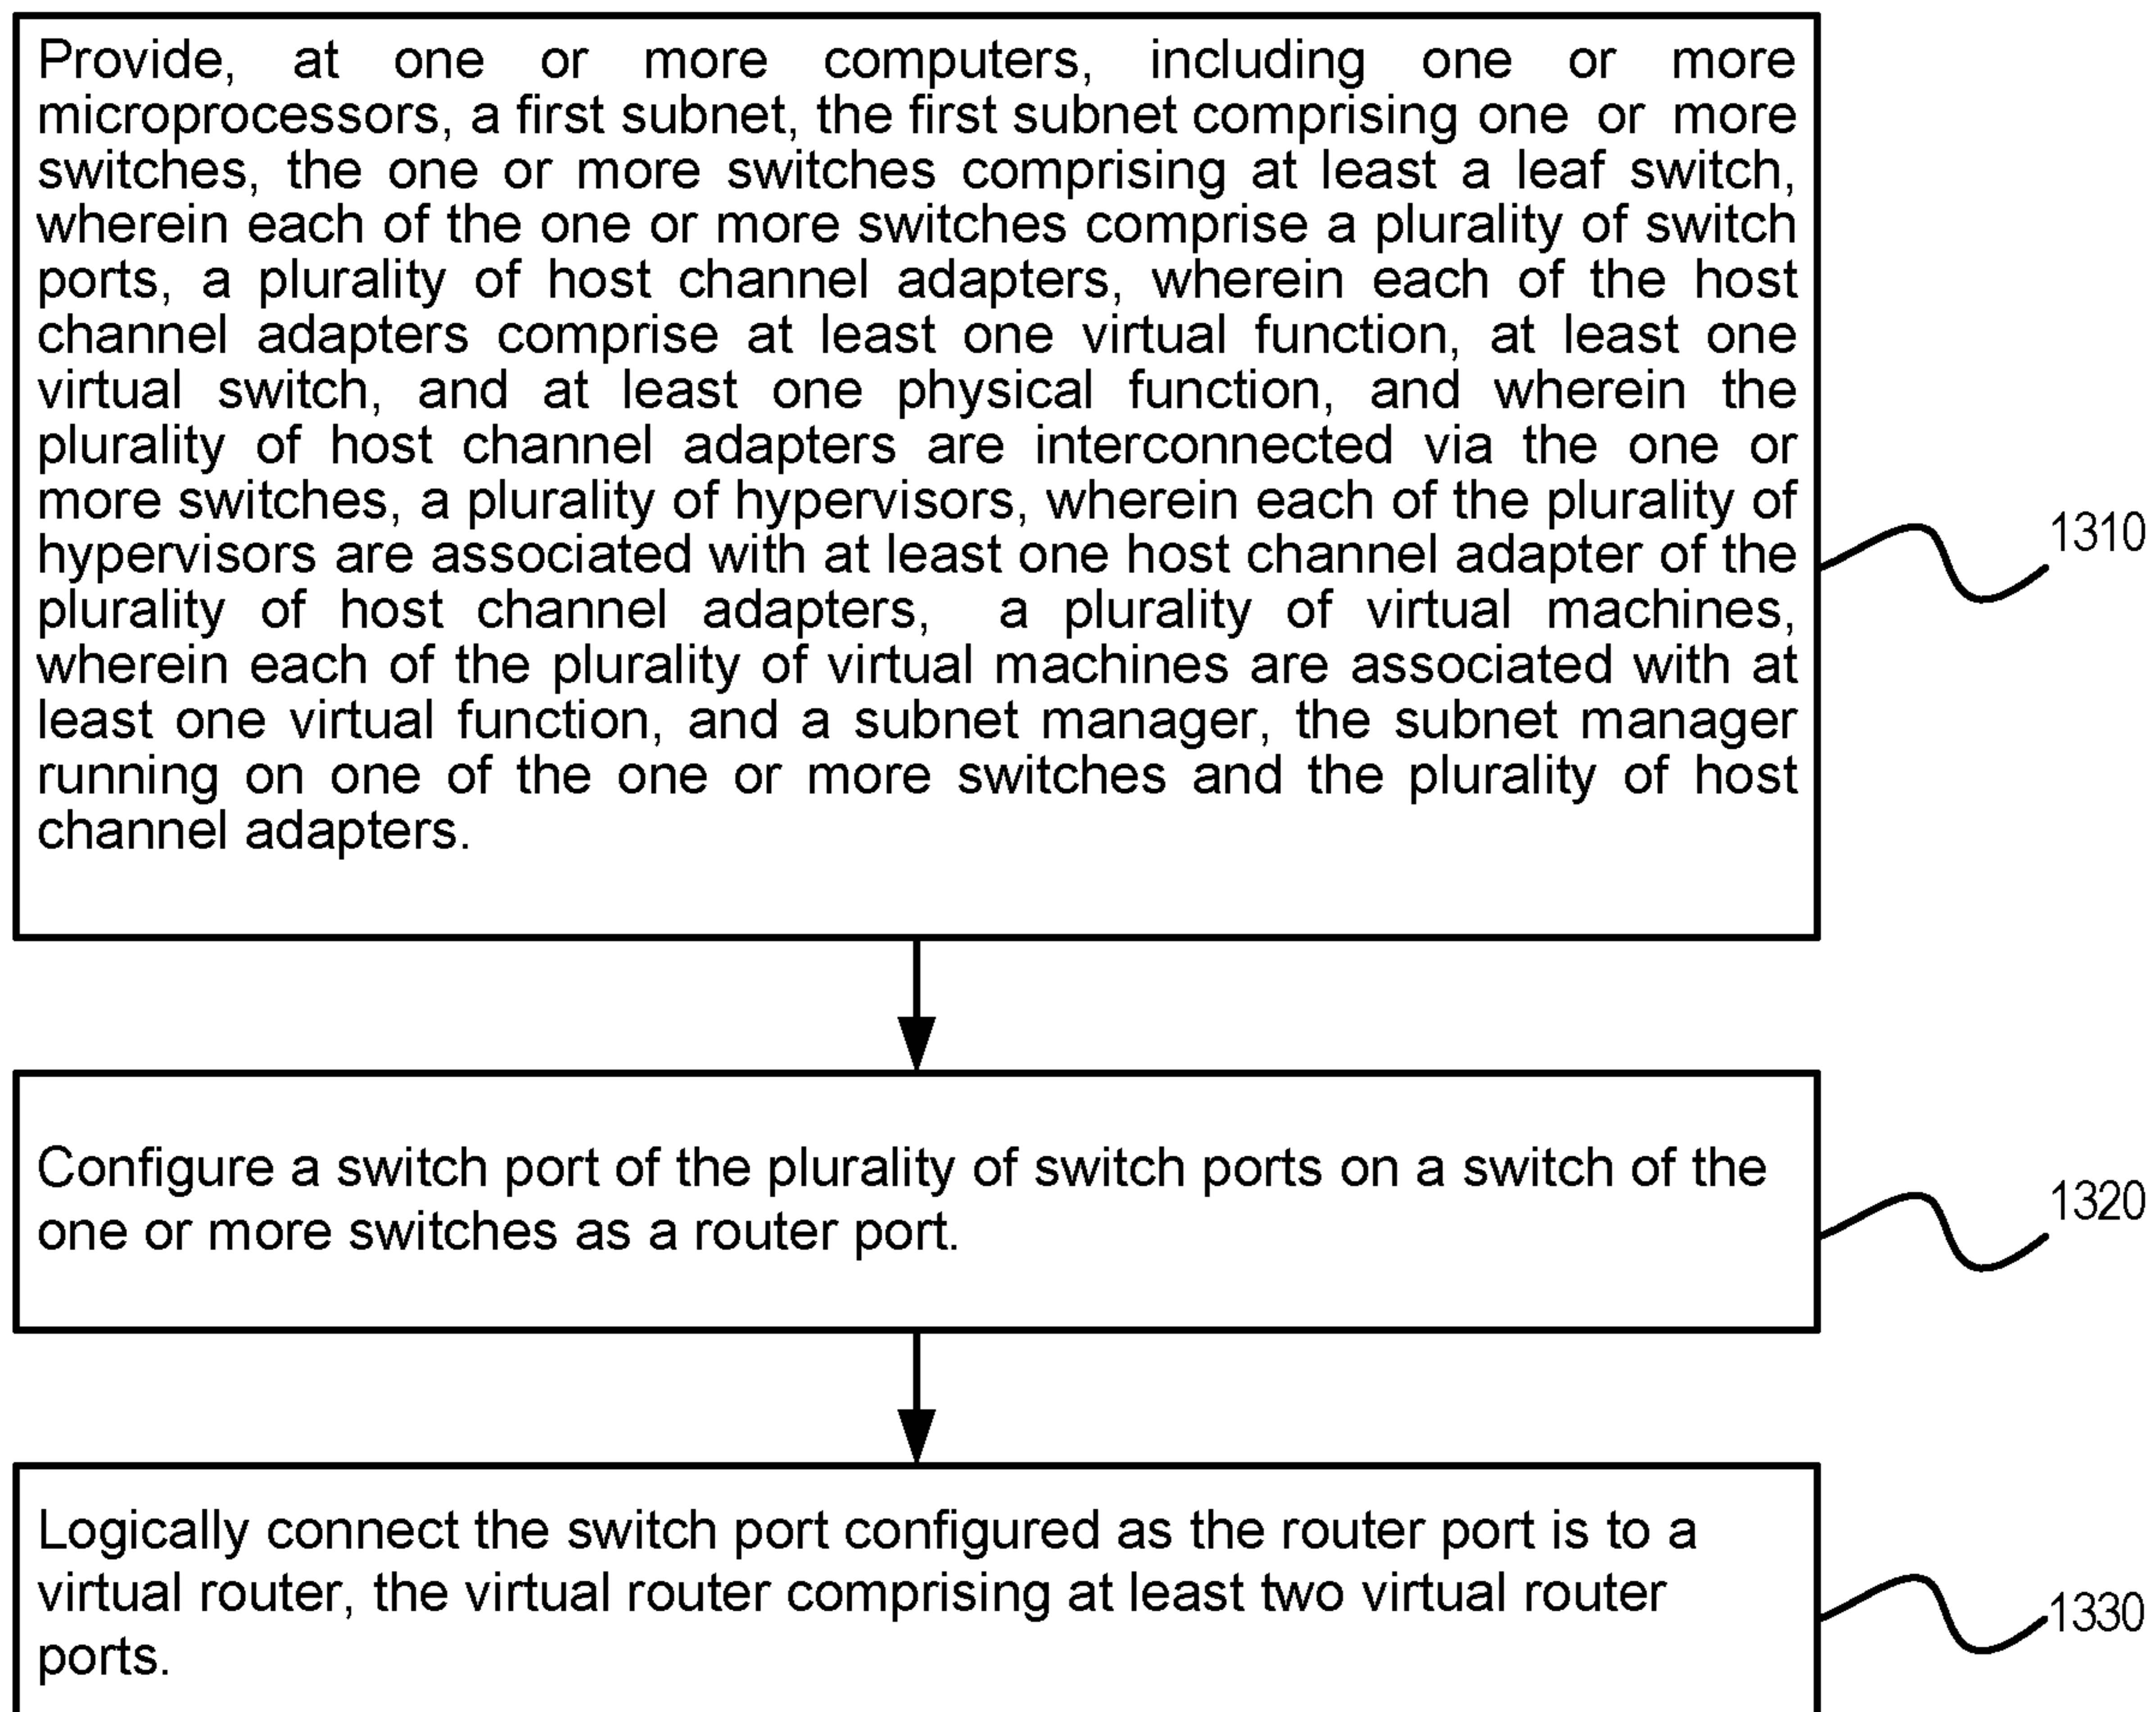 Provide, at one or more computers, including one or more
microprocessors, a first subnet, the first subnet comprising one or more
switches, the one or more switches comprising at least a leaf switch,
wherein each of the one or more switches comprise a plurality of switch
ports, a plurality of host channel adapters, wherein each of the host
channel adapters comprise at least one virtual function, at least one
virtual switch, and at least one physical function, and wherein the
plurality of host channel adapters are interconnected via the one or
more switches, a plurality of hypervisors, wherein each of the plurality of
hypervisors are associated with at least one host channel adapter of the
plurality of host channel adapters, a plurality of virtual machines,
wherein each of the plurality of virtual machines are associated with at
least one virtual function, and a subnet manager, the subnet manager
running on one of the one or more switches and the plurality of host
channel adapters.
1310
Configure a switch port of the plurality of switch ports on a switch of the
one or more switches as a router port.
1320
Logically connect the switch port configured as the router port is to a
virtual router, the virtual router comprising at least two virtual router
ports.
1330